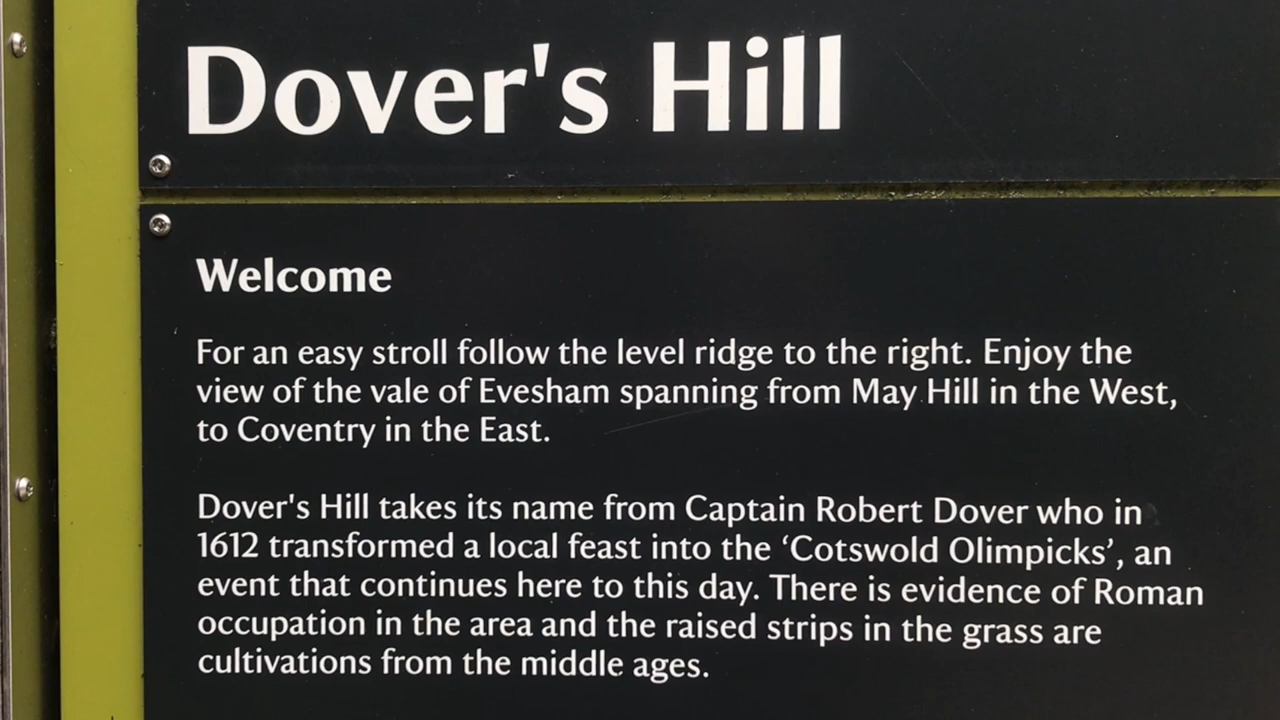 Dover's Hill
Welcome
For an easy stroll follow the level ridge to the right. Enjoy the
view of the vale of Evesham spanning from May Hill in the West,
to Coventry in the East.
Dover's Hill takes its name from Captain Robert Dover who in
1612 transformed a local feast into the ‘Cotswold Olimpicks’, an
event that continues here to this day. There is evidence of Roman
occupation in the area and the raised strips in the grass are
cultivations from the middle ages.